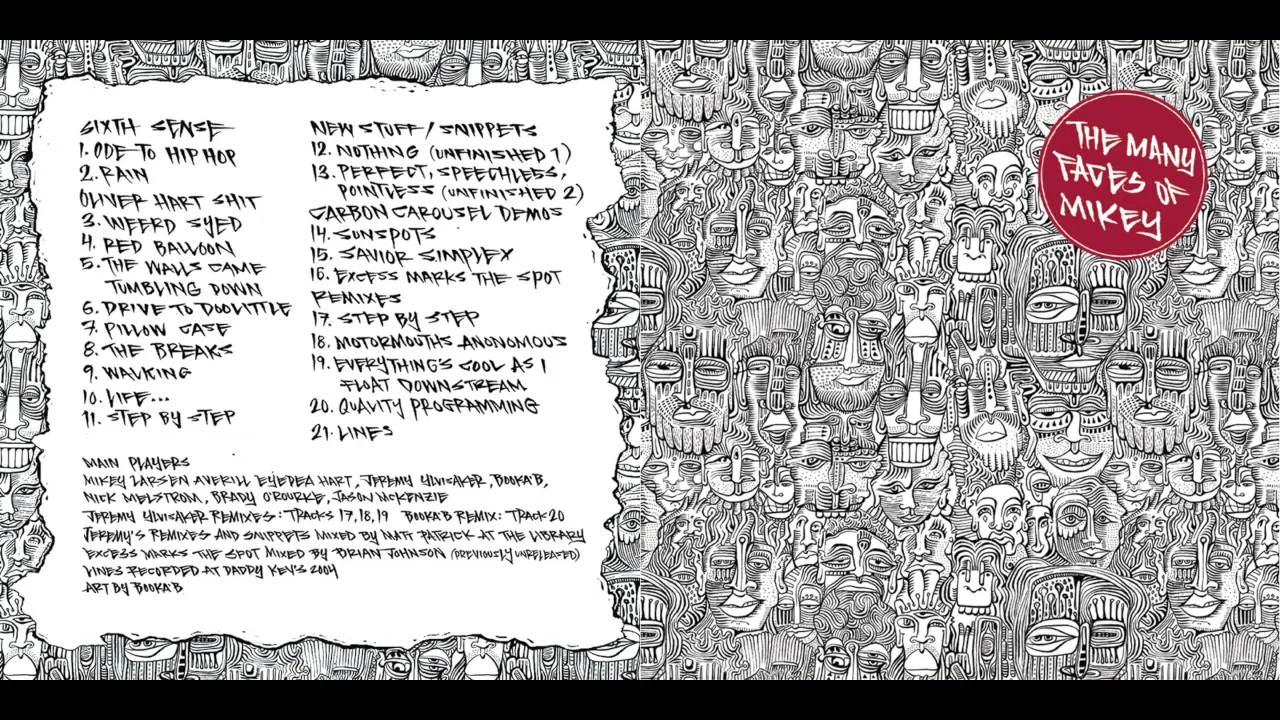 SIXTH SENSE
1. ODE TO HIP HOP
2. RAIN
OLIVER HART SHIT
3. WEERD SYED
4. RED BALLOON
5. THE WALLS CAME
TUMBLING DOWN
6. DRIVE TO DOOLITTLE
7. PILLOW CASE
8. THE BREAKS
9. WALKING
10. LIFE...
11. STEP BY STEP
NEW STUFF / SNIPPETS
12. NOTHING (UNFINISHED 1)
13. PERFECT, SPEECHLESS,
POINTLESS (UNFINISHED 2)
CARBON CAROUSEL DEMOS
14. SUNSPOTS
15. SAVIOR SIMPLEX
16. EXCESS MARKS THE SPOT
REMIXES
17. STEP BY STEP
18. MOTORMOUTHS ANONOMOUS
19. EVERYTHING'S COOL AS I
FLOAT DOWNSTREAM
20. QUALITY PROGRAMMING
21. LINES
MAIN PLAYERS
MIKEY LARSEN AVERILL EYEDEA HART, JEREMY YLVISAKER, BOOKA'B,
NICK MELSTROM, BRADY O'ROURKE, JASON McKENZIE
JEREMY YLVISAKER REMIXES: TRACKS 17, 18, 19 BOOKA'B REMIX: TRACK 20
JEREMY'S REMIXES AND SNIPPETS MIXED BY MATT PATRICK AT THE LIBRARY
EXCESS MARKS THE SPOT MIXED BY BRIAN JOHNSON (PREVIOUSLY UNRELEASED)
LINES RECORDED AT DADDY KEV'S 2004
ART BY BOOKA'B
THE MANY
FACES OF
MIKEY